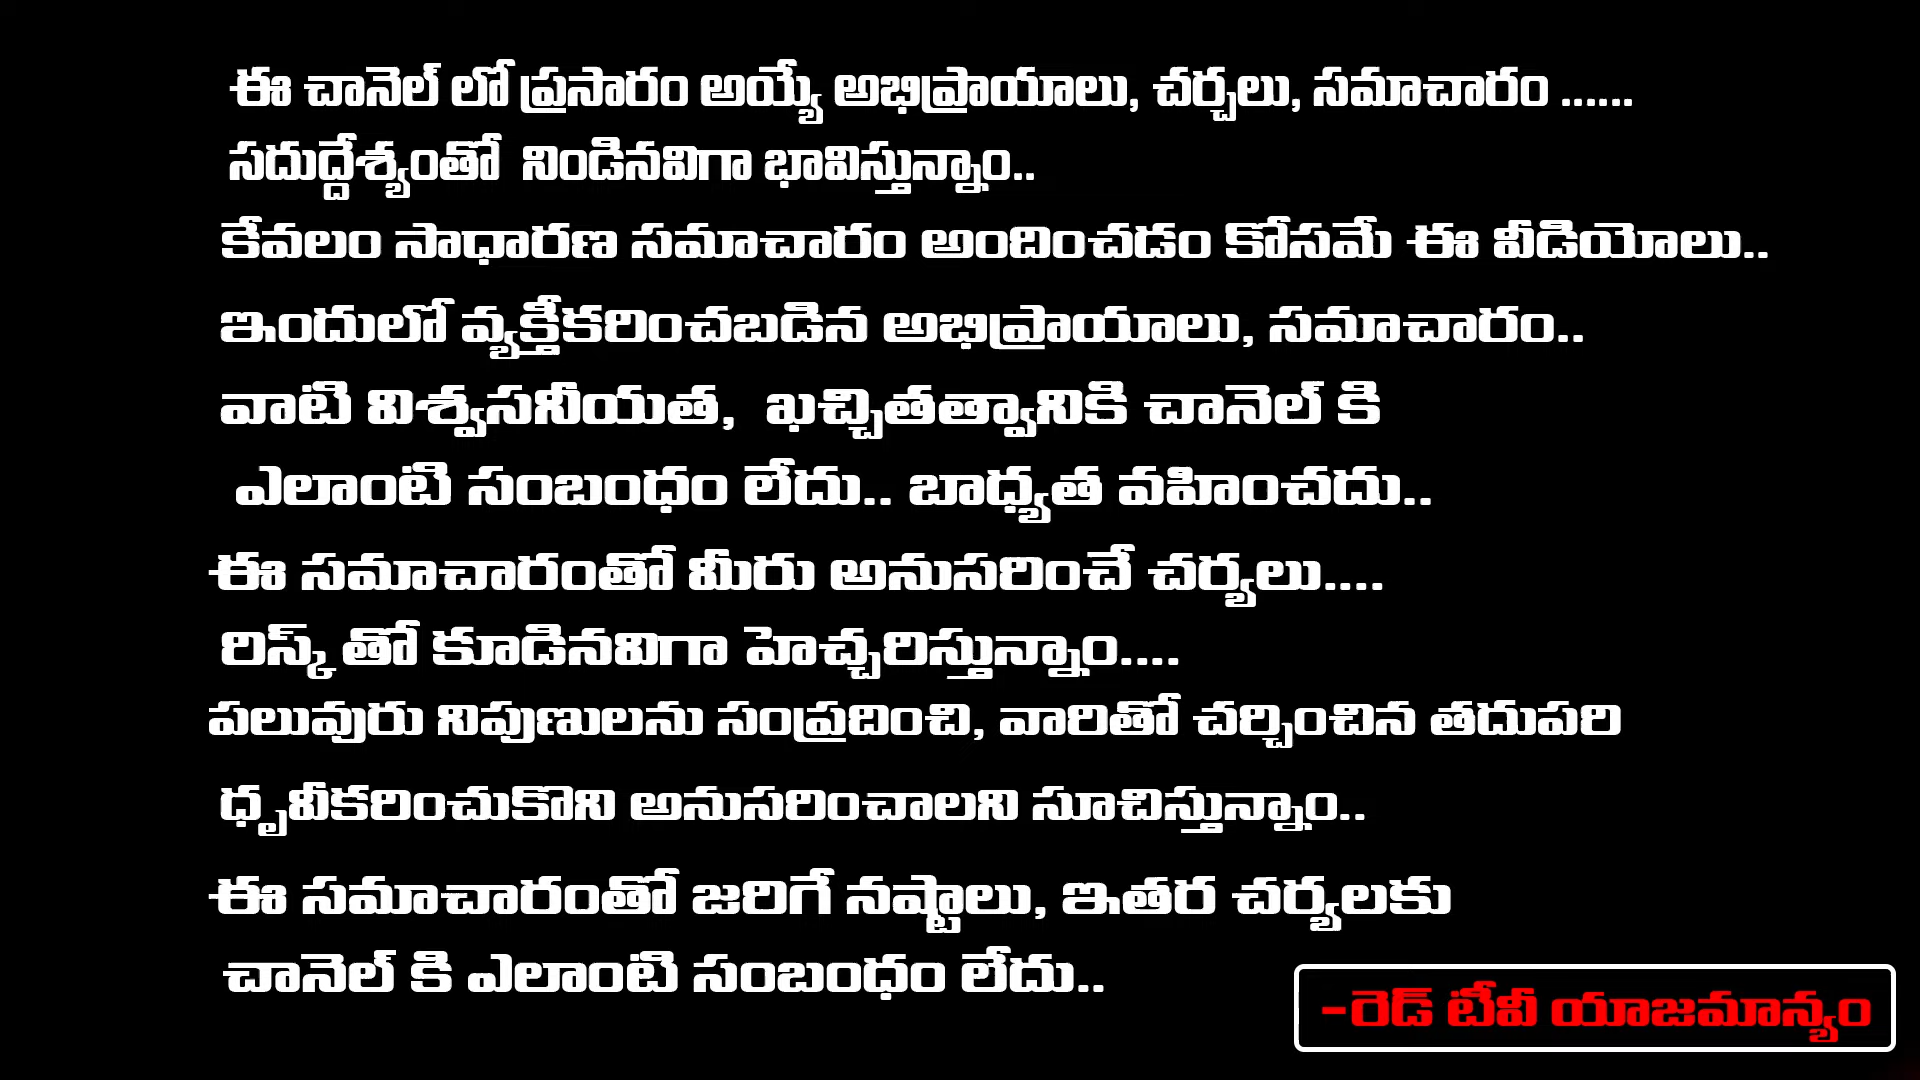 ఈ చానెల్ లో ప్రసారం అయ్యే అభిప్రాయాలు, చర్చలు, సమాచారం ......
సదుద్దేశ్యంతో నిండినవిగా భావిస్తున్నాం..
కేవలం సాధారణ సమాచారం అందించడం కోసమే ఈ వీడియోలు..
ఇందులో వ్యక్తీకరించబడిన అభిప్రాయాలు, సమాచారం..
వాటి విశ్వసనీయత, ఖచ్చితత్వానికి చానెల్ కి
ఎలాంటి సంబంధం లేదు.. బాధ్యత వహించదు..
ఈ సమాచారంతో మీరు అనుసరించే చర్యలు....
రిస్క్ తో కూడినవిగా హెచ్చరిస్తున్నాం....
పలువురు నిపుణులను సంప్రదించి, వారితో చర్చించిన తదుపరి
ధృవీకరించుకొని అనుసరించాలని సూచిస్తున్నాం..
ఈ సమాచారంతో జరిగే నష్టాలు, ఇతర చర్యలకు
చానెల్ కి ఎలాంటి సంబంధం లేదు..
-రెడ్ టీవీ యాజమాన్యం